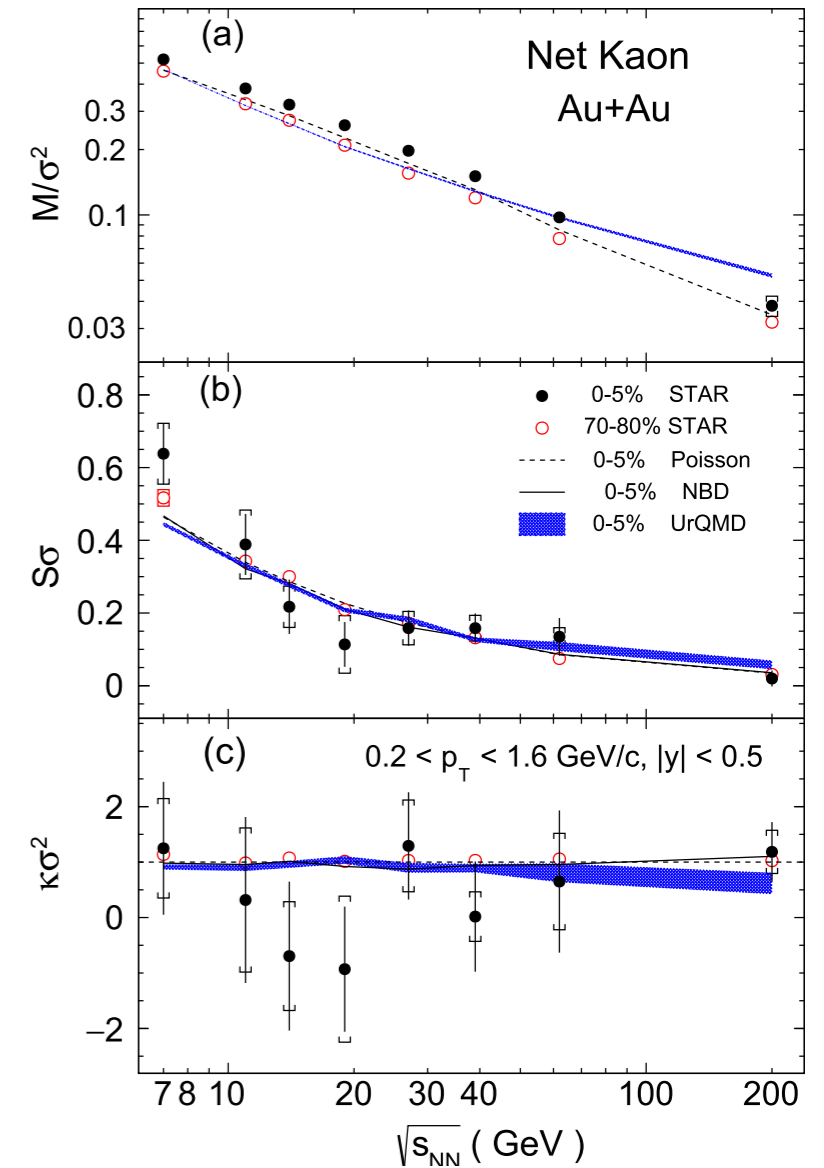 (a)
Net Kaon
Au+Au
M/σ²
0.3
0.2
0.1
0.03
(b)
0-5% STAR
70-80% STAR
0-5% Poisson
0-5% NBD
0-5% UrQMD
Sσ
0.8
0.6
0.4
0.2
0
(c)
0.2 < p_T < 1.6 GeV/c, |y| < 0.5
κσ²
2
0
−2
7 8 10 20 30 40 100 200
√s_NN ( GeV )